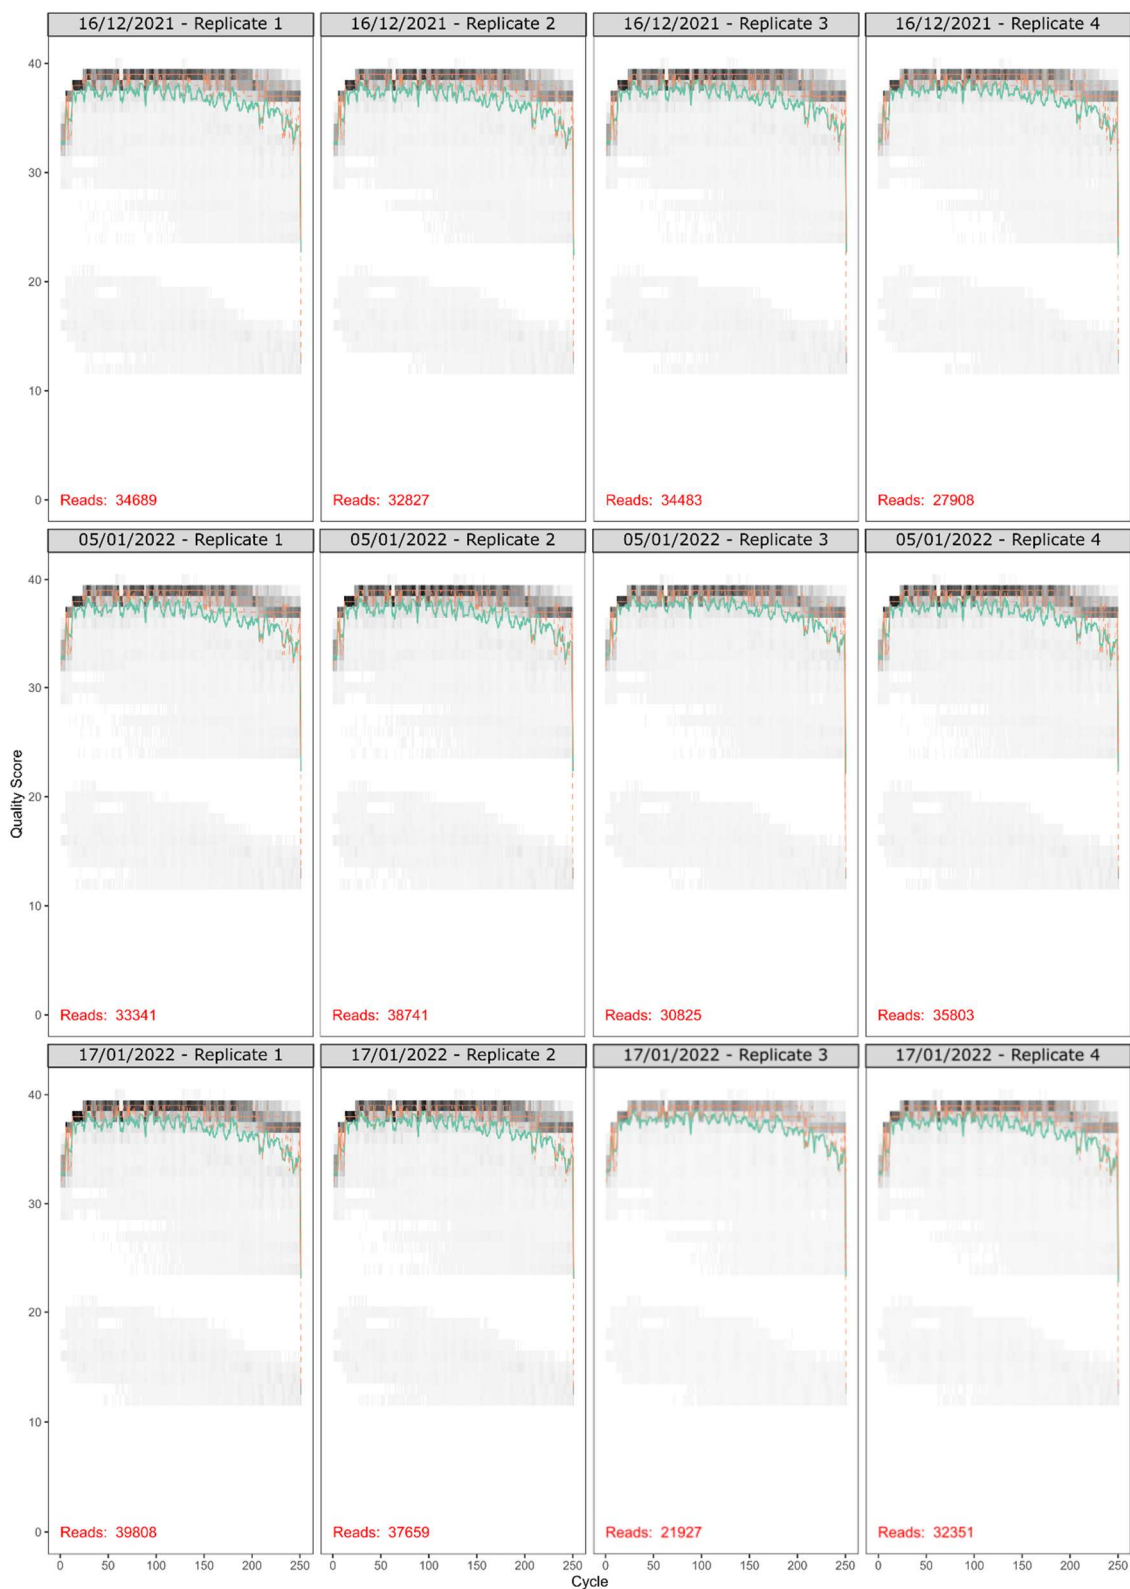 16/12/2021 - Replicate 1 16/12/2021 - Replicate 2 16/12/2021 - Replicate 3 16/12/2021 - Replicate 4
40
30
20
10
0
Reads: 34689 Reads: 32827 Reads: 34483 Reads: 27908
05/01/2022 - Replicate 1 05/01/2022 - Replicate 2 05/01/2022 - Replicate 3 05/01/2022 - Replicate 4
40
30
Quality Score
20
10
0
Reads: 33341 Reads: 38741 Reads: 30825 Reads: 35803
17/01/2022 - Replicate 1 17/01/2022 - Replicate 2 17/01/2022 - Replicate 3 17/01/2022 - Replicate 4
40
30
20
10
0
Reads: 39808 Reads: 37659 Reads: 21927 Reads: 32351
0 50 100 150 200 250 0 50 100 150 200 250 0 50 100 150 200 250 0 50 100 150 200 250
Cycle